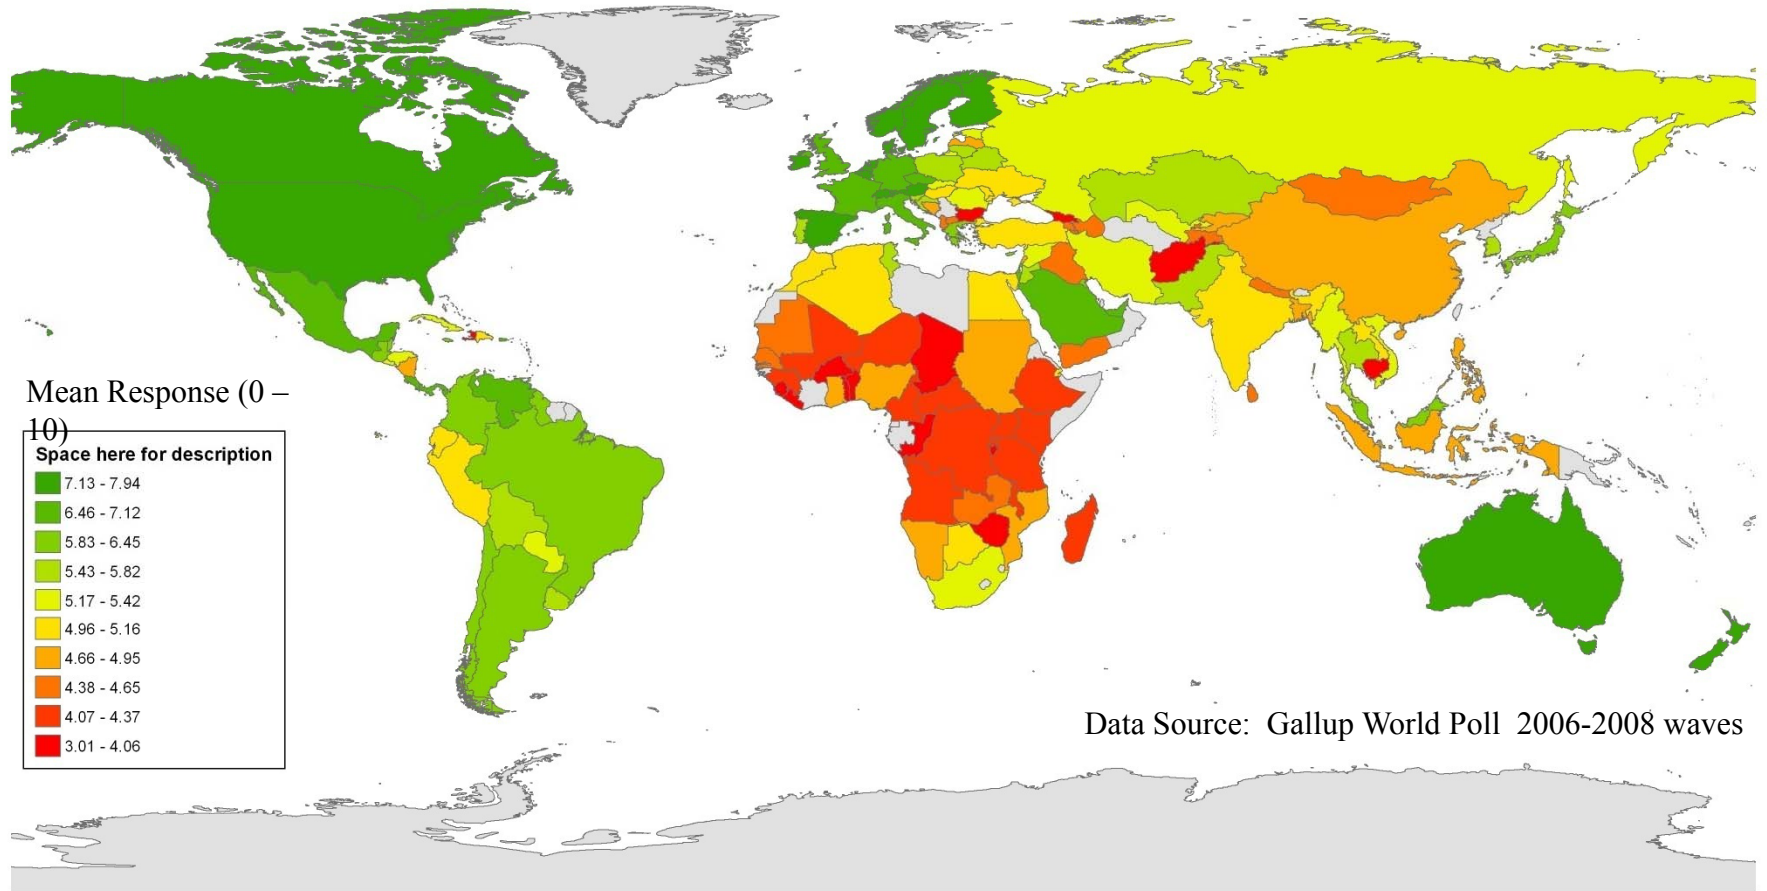 Mean Response (0 –
10)
Space here for description
7.13 - 7.94
6.46 - 7.12
5.83 - 6.45
5.43 - 5.82
5.17 - 5.42
4.96 - 5.16
4.66 - 4.95
4.38 - 4.65
4.07 - 4.37
3.01 - 4.06
Data Source:  Gallup World Poll  2006-2008 waves